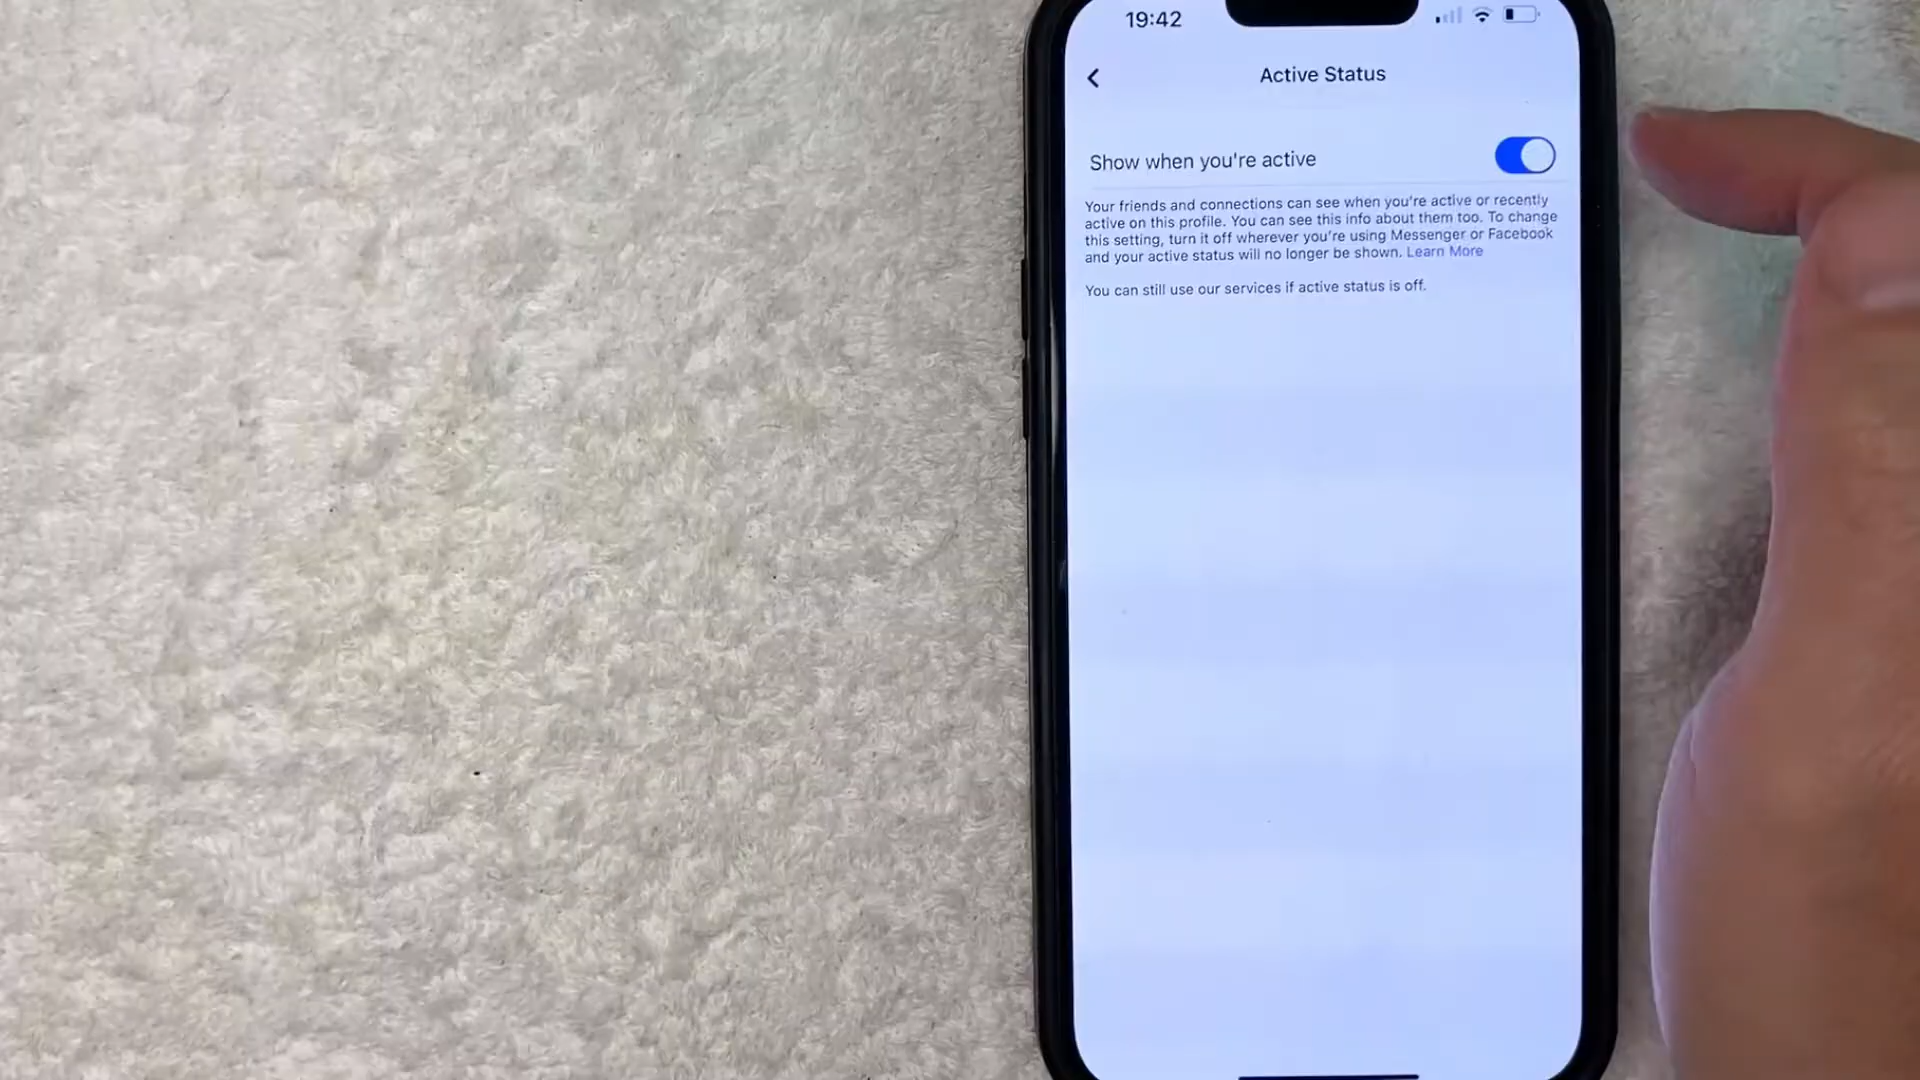 19:42
Active Status
Show when you're active
Your friends and connections can see when you're active or recently
active on this profile. You can see this info about them too. To change
this setting, turn it off wherever you're using Messenger or Facebook
and your active status will no longer be shown. Learn More
You can still use our services if active status is off.